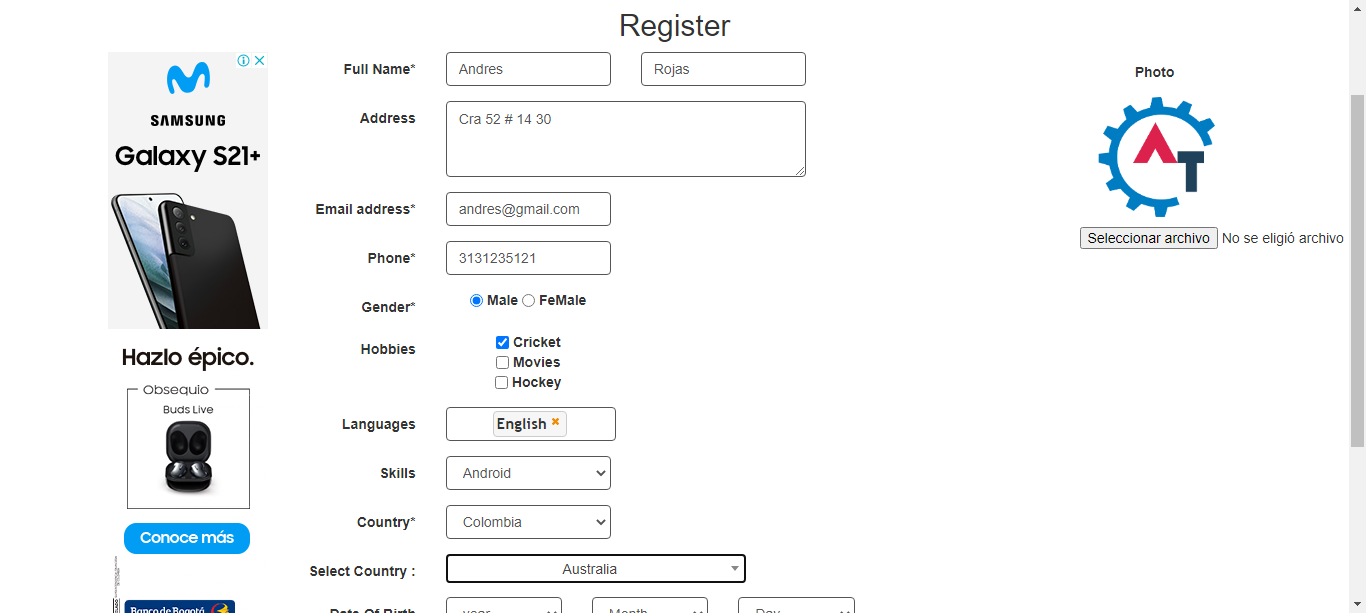 Register
Full Name* Andres Rojas
Photo
Address Cra 52 # 14 30
Email address* andres@gmail.com
Phone* 3131235121
Gender* Male FeMale
Hobbies Cricket
Movies
Hockey
Languages English
Skills Android
Country* Colombia
Select Country : Australia
Date Of Birth year Month Day
AT
Seleccionar archivo No se eligió archivo
SAMSUNG
Galaxy S21+
Hazlo épico.
Obsequio
Buds Live
Conoce más
Banco de Bogotá